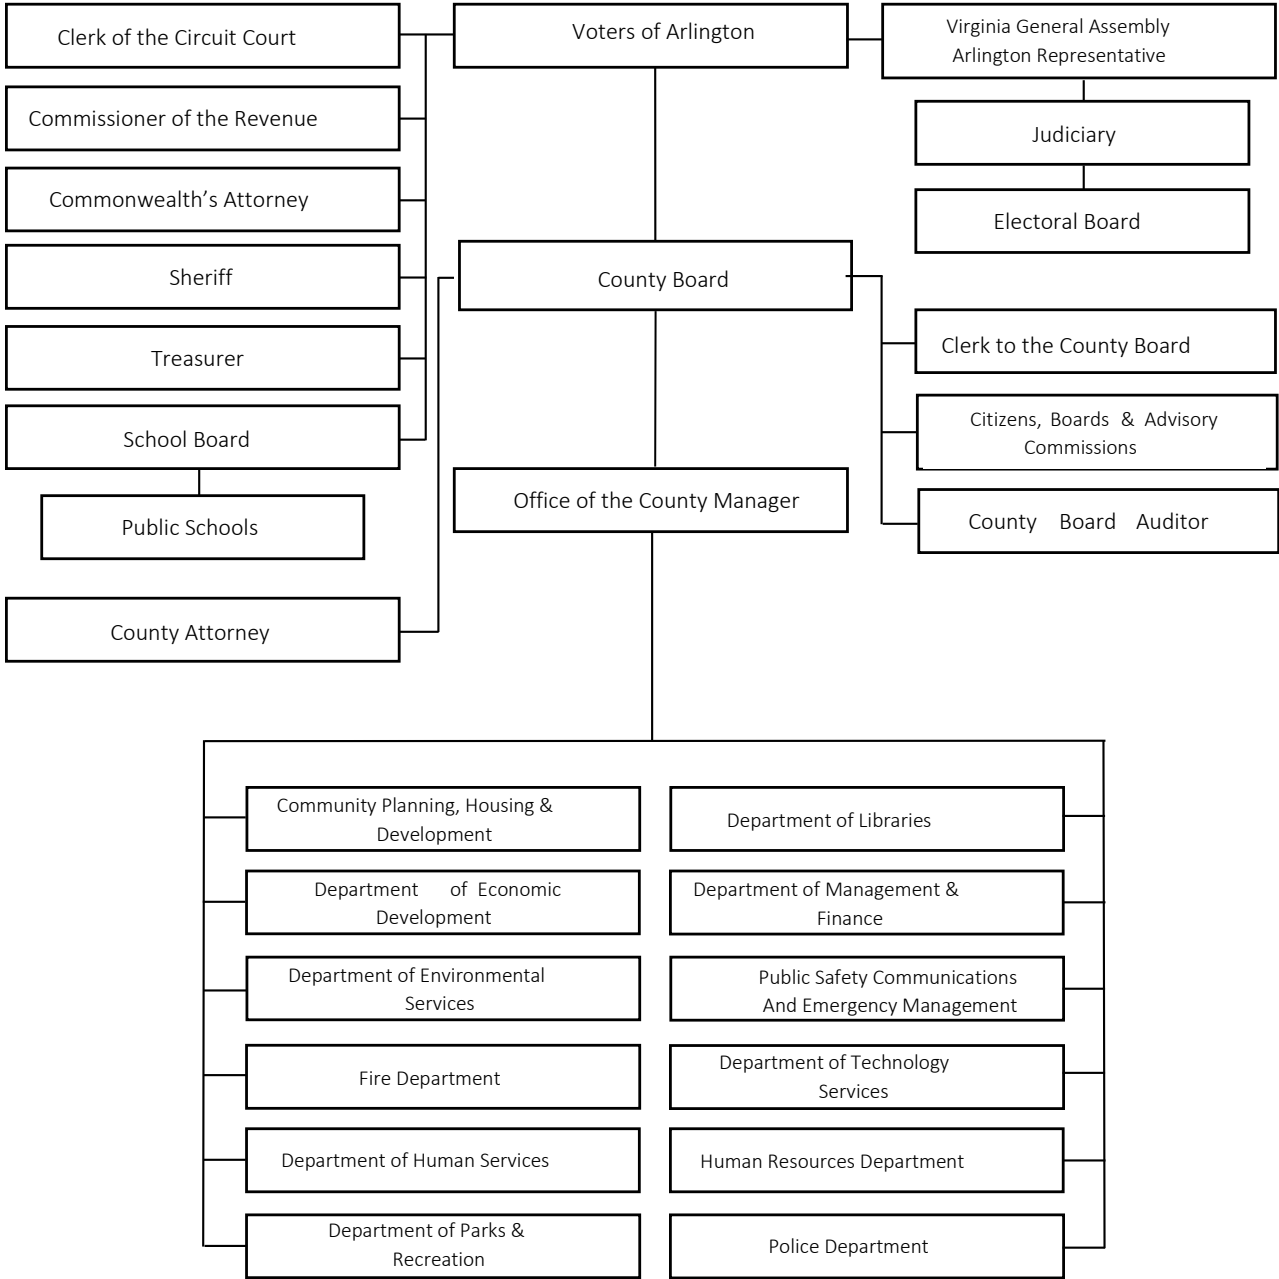 Clerk of the Circuit Court
Voters of Arlington
Virginia General Assembly
Arlington Representative
Commissioner of the Revenue
Judiciary
Commonwealth’s Attorney
Electoral Board
Sheriff
County Board
Treasurer
Clerk to the County Board
School Board
Citizens, Boards & Advisory
Commissions
Public Schools
Office of the County Manager
County Board Auditor
County Attorney
Community Planning, Housing &
Development
Department of Libraries
Department of Economic
Development
Department of Management &
Finance
Department of Environmental
Services
Public Safety Communications
And Emergency Management
Fire Department
Department of Technology
Services
Department of Human Services
Human Resources Department
Department of Parks &
Recreation
Police Department